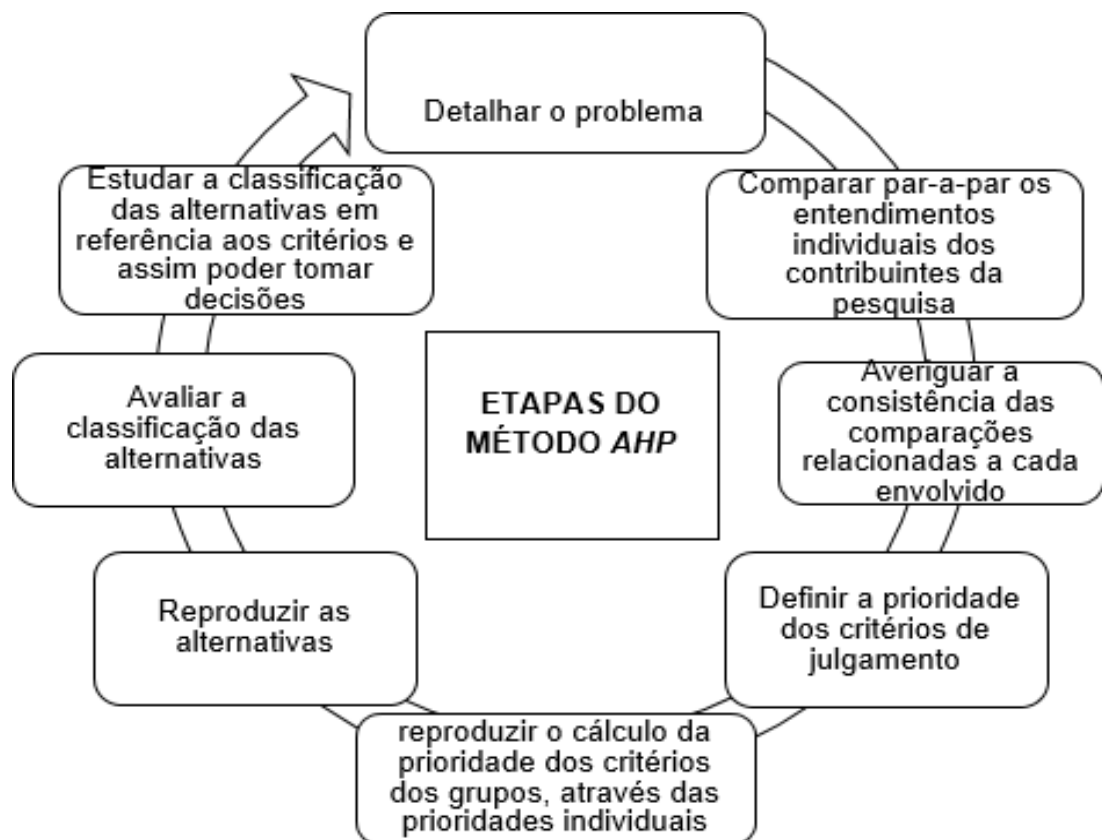 Detalhar o problema
Comparar par-a-par os
entendimentos
individuais dos
contribuintes da
pesquisa
Averiguar a
consistência das
comparações
relacionadas a cada
envolvido
Definir a prioridade
dos critérios de
julgamento
reproduzir o cálculo da
prioridade dos critérios
dos grupos, através das
prioridades individuais
Reproduzir as
alternativas
Avaliar a
classificação das
alternativas
Estudar a classificação
das alternativas em
referência aos critérios e
assim poder tomar
decisões
ETAPAS DO
MÉTODO AHP